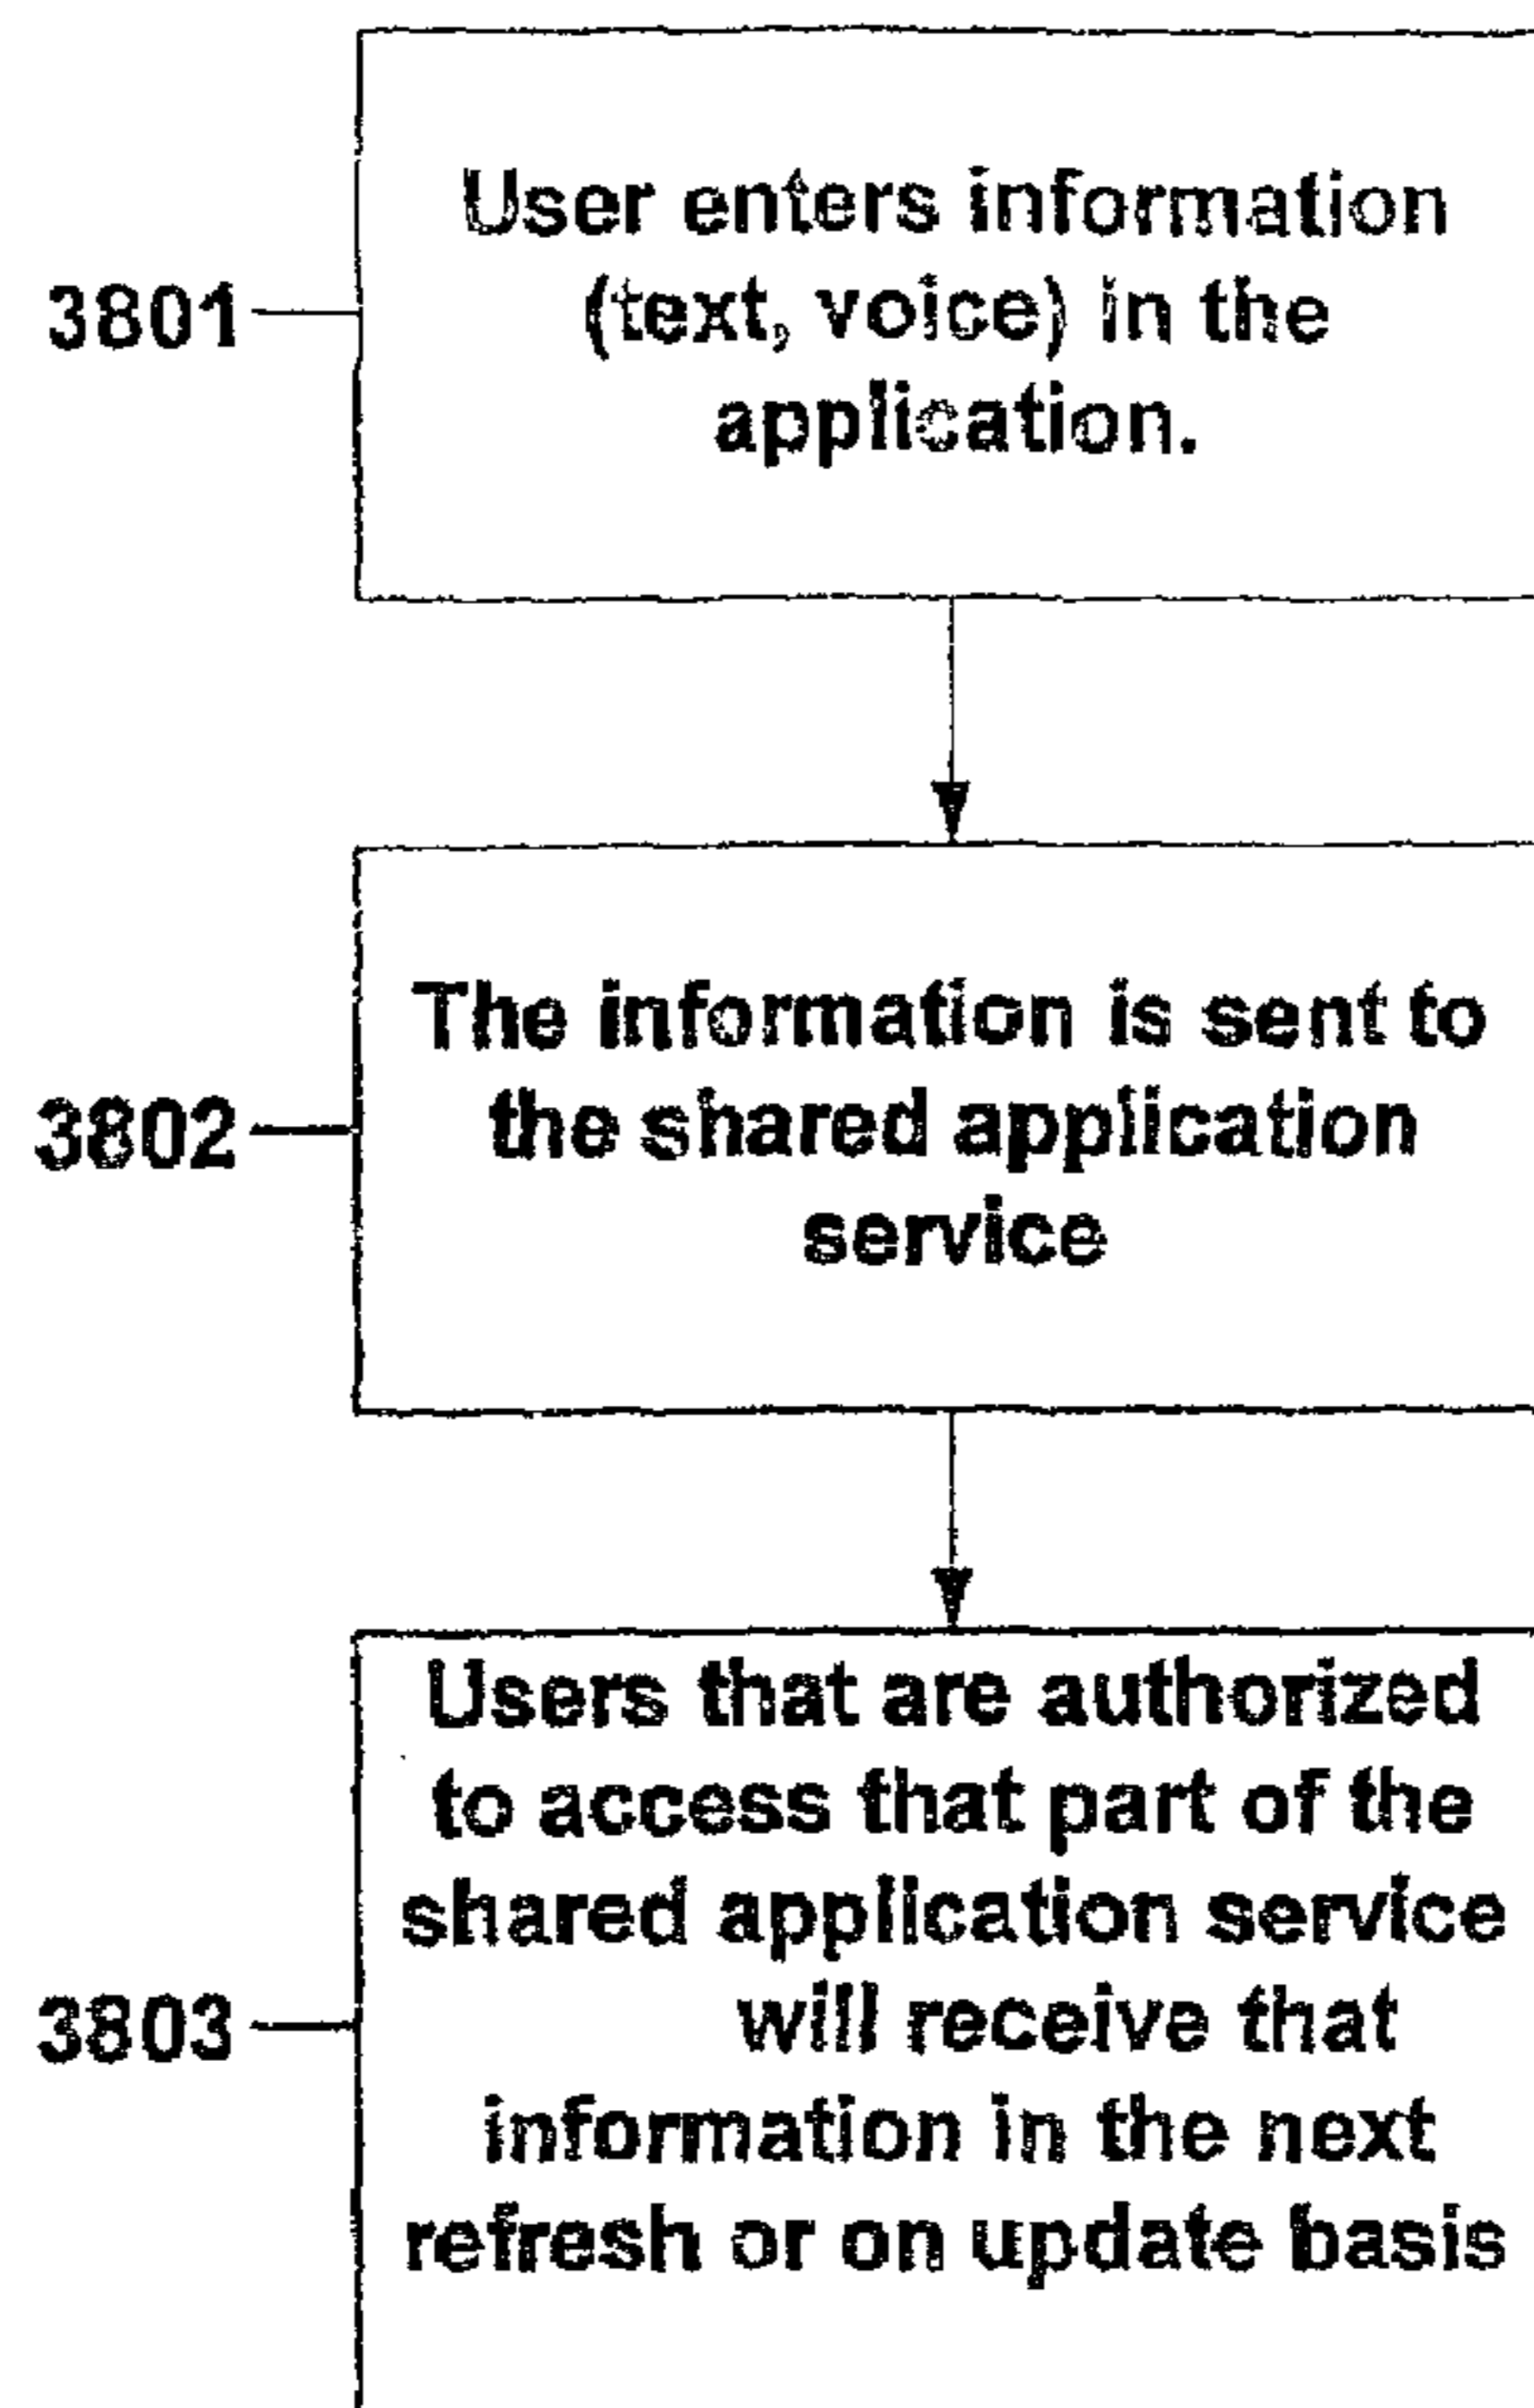 User enters information
3801
(text, voice) in the
application.
The information is sent to
3802
the shared application
service
Users that are authorized
to access that part of the
shared application service
3803
will receive that
information in the next
refresh or on update basis